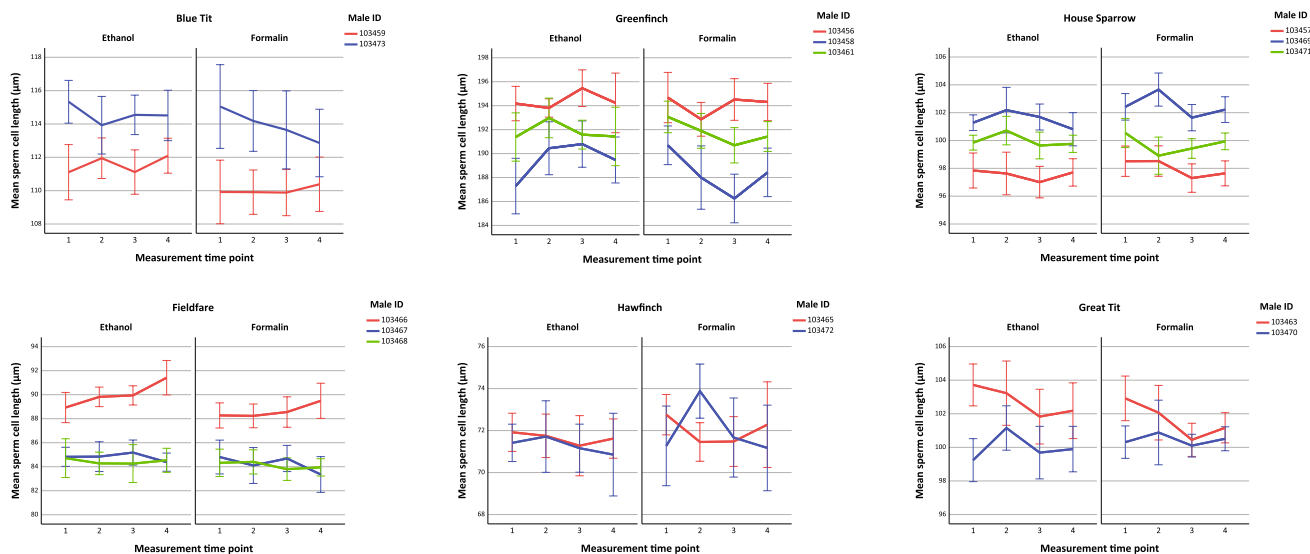 Blue Tit
Male ID
103459
103473
Ethanol
Formalin
Mean sperm cell length (µm)
118
116
114
112
110
108
1 2 3 4 1 2 3 4
Measurement time point
Greenfinch
Male ID
103456
103458
103461
Ethanol
Formalin
Mean sperm cell length (µm)
198
196
194
192
190
188
186
184
1 2 3 4 1 2 3 4
Measurement time point
House Sparrow
Male ID
103457
103469
103471
Ethanol
Formalin
Mean sperm cell length (µm)
106
104
102
100
98
96
94
1 2 3 4 1 2 3 4
Measurement time point
Fieldfare
Male ID
103466
103467
103468
Ethanol
Formalin
Mean sperm cell length (µm)
94
92
90
88
86
84
82
80
1 2 3 4 1 2 3 4
Measurement time point
Hawfinch
Male ID
103465
103472
Ethanol
Formalin
Mean sperm cell length (µm)
76
74
72
70
68
1 2 3 4 1 2 3 4
Measurement time point
Great Tit
Male ID
103463
103470
Ethanol
Formalin
Mean sperm cell length (µm)
106
104
102
100
98
96
1 2 3 4 1 2 3 4
Measurement time point